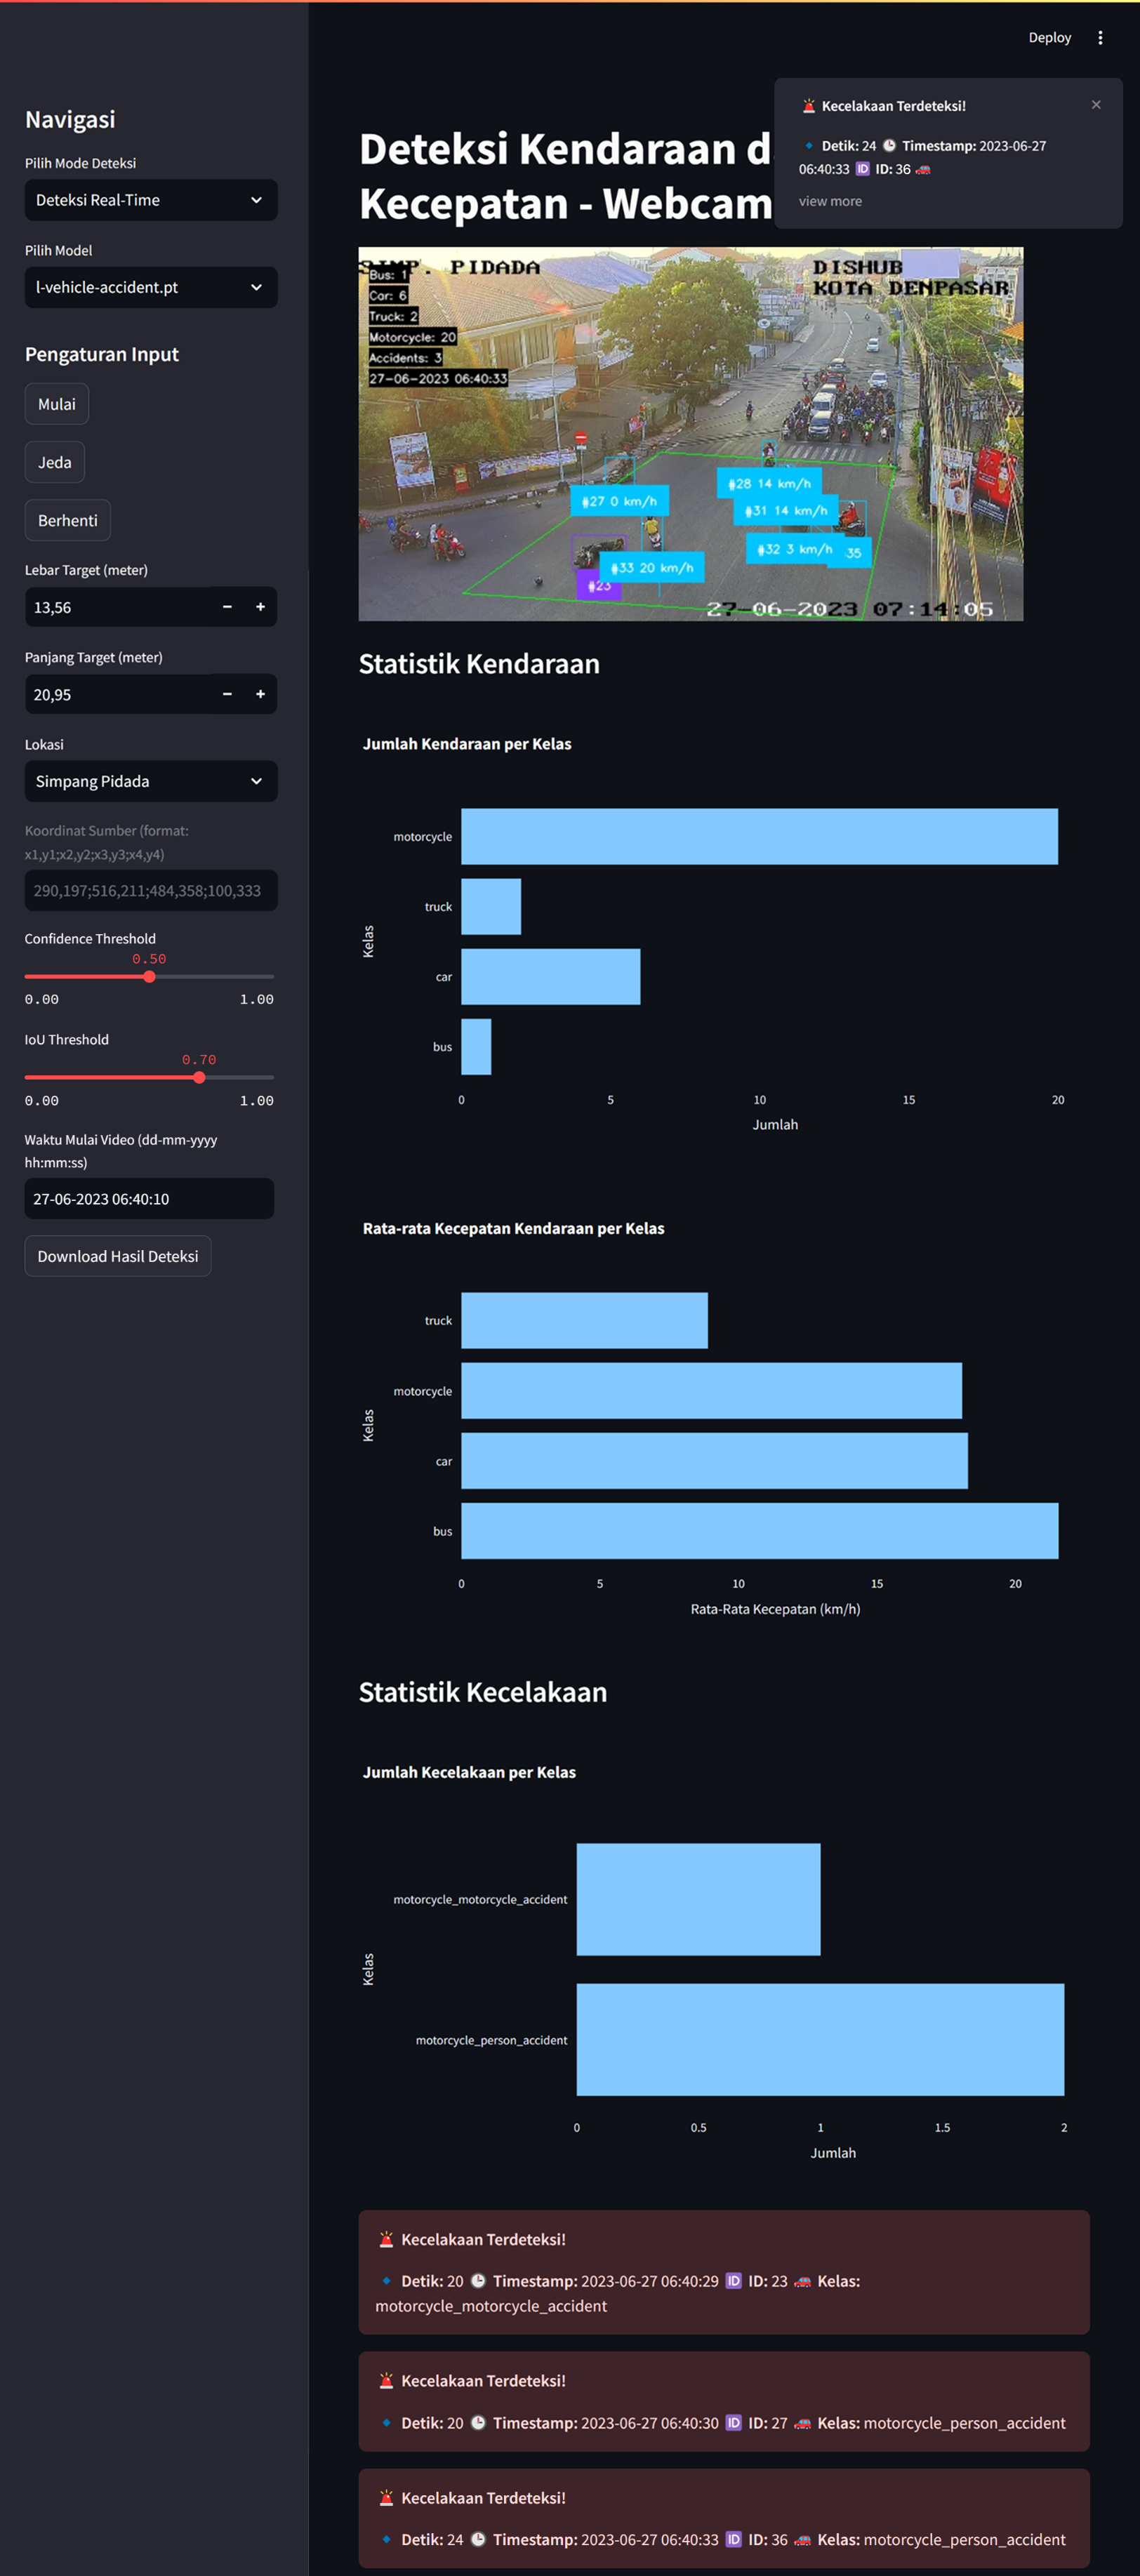 Deploy
Navigasi
Pilih Mode Deteksi
Deteksi Real-Time
Pilih Model
l-vehicle-accident.pt
Pengaturan Input
Mulai
Jeda
Berhenti
Lebar Target (meter)
13,56
Panjang Target (meter)
20,95
Lokasi
Simpang Pidada
Koordinat Sumber (format:
x1,y1;x2,y2;x3,y3;x4,y4)
290,197;516,211;484,358;100,333
Confidence Threshold
0.50
0.00 1.00
IoU Threshold
0.70
0.00 1.00
Waktu Mulai Video (dd-mm-yyyy
hh:mm:ss)
27-06-2023 06:40:10
Download Hasil Deteksi
🚨 Kecelakaan Terdeteksi!
🔹 Detik: 24 🕒 Timestamp: 2023-06-27
06:40:33 🆔 ID: 36 🚗
view more
Deteksi Kendaraan
Kecepatan - Webcam
SIMP. PIDADA
DISHUB
KOTA DENPASAR
Bus: 1
Car: 6
Truck: 2
Motorcycle: 20
Accidents: 3
27-06-2023 06:40:33
#28 14 km/h
#27 0 km/h
#31 14 km/h
#32 3 km/h
35
#33 20 km/h
#23
27-06-2023 07:14:05
Statistik Kendaraan
Jumlah Kendaraan per Kelas
Kelas
motorcycle
truck
car
bus
0 5 10 15 20
Jumlah
Rata-rata Kecepatan Kendaraan per Kelas
Kelas
truck
motorcycle
car
bus
0 5 10 15 20
Rata-Rata Kecepatan (km/h)
Statistik Kecelakaan
Jumlah Kecelakaan per Kelas
Kelas
motorcycle_motorcycle_accident
motorcycle_person_accident
0 0.5 1 1.5 2
Jumlah
🚨 Kecelakaan Terdeteksi!
🔹 Detik: 20 🕒 Timestamp: 2023-06-27 06:40:29 🆔 ID: 23 🚗 Kelas:
motorcycle_motorcycle_accident
🚨 Kecelakaan Terdeteksi!
🔹 Detik: 20 🕒 Timestamp: 2023-06-27 06:40:30 🆔 ID: 27 🚗 Kelas: motorcycle_person_accident
🚨 Kecelakaan Terdeteksi!
🔹 Detik: 24 🕒 Timestamp: 2023-06-27 06:40:33 🆔 ID: 36 🚗 Kelas: motorcycle_person_accident